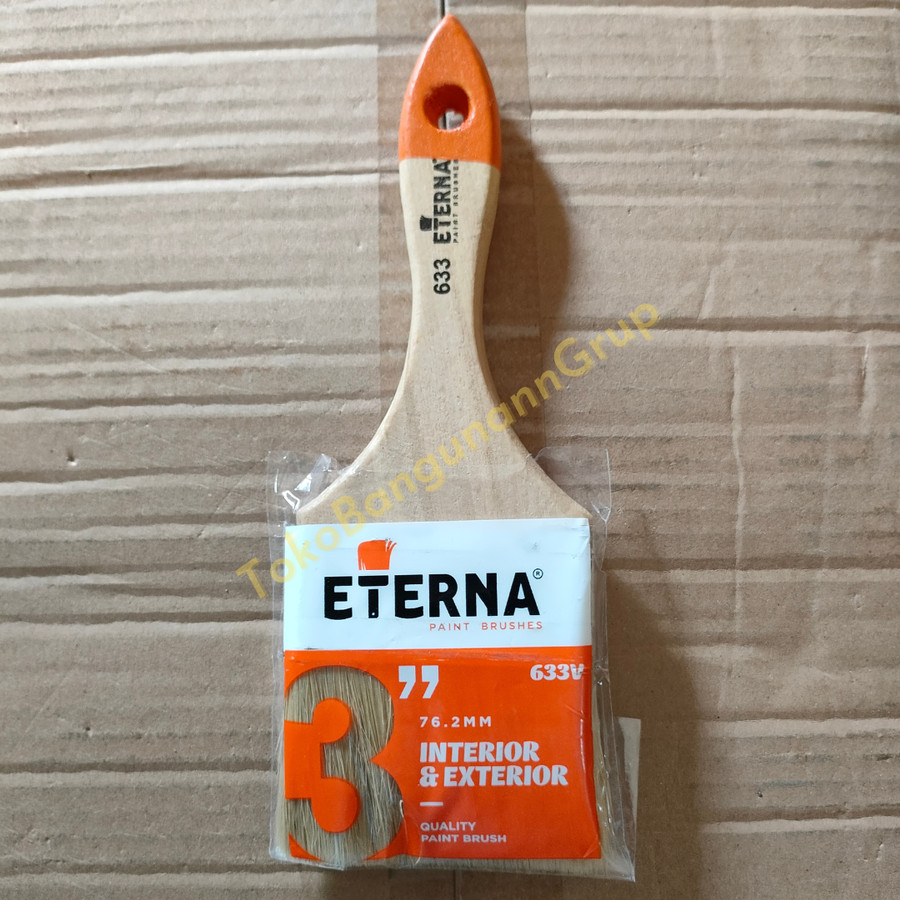 633 ETERNA
PAINT BRUSHES
TokoBangunannGrup
ETERNA®
PAINT BRUSHES
633V
3”
76.2MM
INTERIOR
& EXTERIOR
QUALITY
PAINT BRUSH